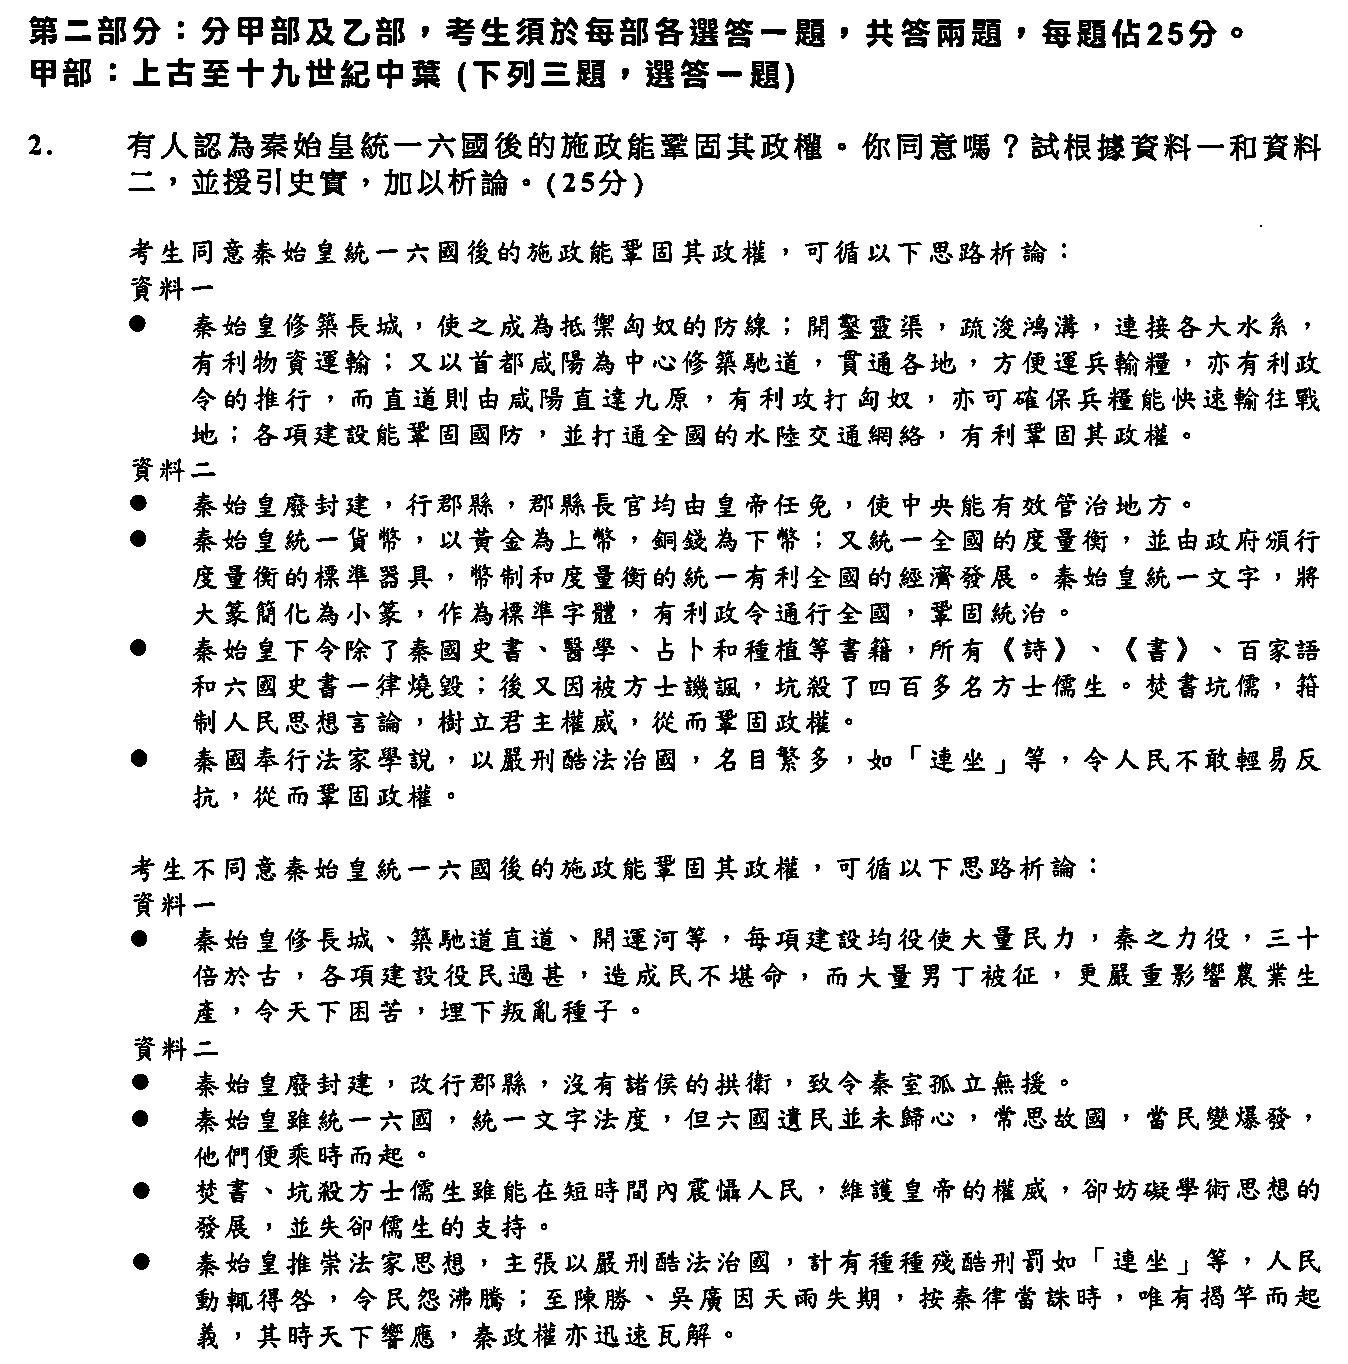 第二部分：分甲部及乙部，考生須於每部各選答一題，共答兩題，每題佔25分。
甲部：上古至十九世紀中葉 (下列三題，選答一題)
2. 有人認為秦始皇統一六國後的施政能鞏固其政權。你同意嗎？試根據資料一和資料
二，並援引史實，加以析論。(25分)
考生同意秦始皇統一六國後的施政能鞏固其政權，可循以下思路析論：
資料一
● 秦始皇修築長城，使之成為抵禦匈奴的防線；開鑿靈渠，疏浚鴻溝，連接各大水系，
有利物資運輸；又以首都咸陽為中心修築馳道，貫通各地，方便運兵輸糧，亦有利政
令的推行，而直道則由咸陽直達九原，有利攻打匈奴，亦可確保兵糧能快速輸往戰
地；各項建設能鞏固國防，並打通全國的水陸交通網絡，有利鞏固其政權。
資料二
● 秦始皇廢封建，行郡縣，郡縣長官均由皇帝任免，使中央能有效管治地方。
● 秦始皇統一貨幣，以黃金為上幣，銅錢為下幣；又統一全國的度量衡，並由政府頒行
度量衡的標準器具，幣制和度量衡的統一有利全國的經濟發展。秦始皇統一文字，將
大篆簡化為小篆，作為標準字體，有利政令通行全國，鞏固統治。
● 秦始皇下令除了秦國史書、醫學、占卜和種植等書籍，所有《詩》、《書》、百家語
和六國史書一律燒毀；後又因被方士譏諷，坑殺了四百多名方士儒生。焚書坑儒，箝
制人民思想言論，樹立君主權威，從而鞏固政權。
● 秦國奉行法家學說，以嚴刑酷法治國，名目繁多，如「連坐」等，令人民不敢輕易反
抗，從而鞏固政權。
考生不同意秦始皇統一六國後的施政能鞏固其政權，可循以下思路析論：
資料一
● 秦始皇修長城、築馳道直道、開運河等，每項建設均役使大量民力，秦之力役，三十
倍於古，各項建設役民過甚，造成民不堪命，而大量男丁被征，更嚴重影響農業生
產，令天下困苦，埋下叛亂種子。
資料二
● 秦始皇廢封建，改行郡縣，沒有諸侯的拱衛，致令秦室孤立無援。
● 秦始皇雖統一六國，統一文字法度，但六國遺民並未歸心，常思故國，當民變爆發，
他們便乘時而起。
● 焚書、坑殺方士儒生雖能在短時間內震懾人民，維護皇帝的權威，卻妨礙學術思想的
發展，並失卻儒生的支持。
● 秦始皇推崇法家思想，主張以嚴刑酷法治國，計有種種殘酷刑罰如「連坐」等，人民
動輒得咎，令民怨沸騰；至陳勝、吳廣因天雨失期，按秦律當誅時，唯有揭竿而起
義，其時天下響應，秦政權亦迅速瓦解。